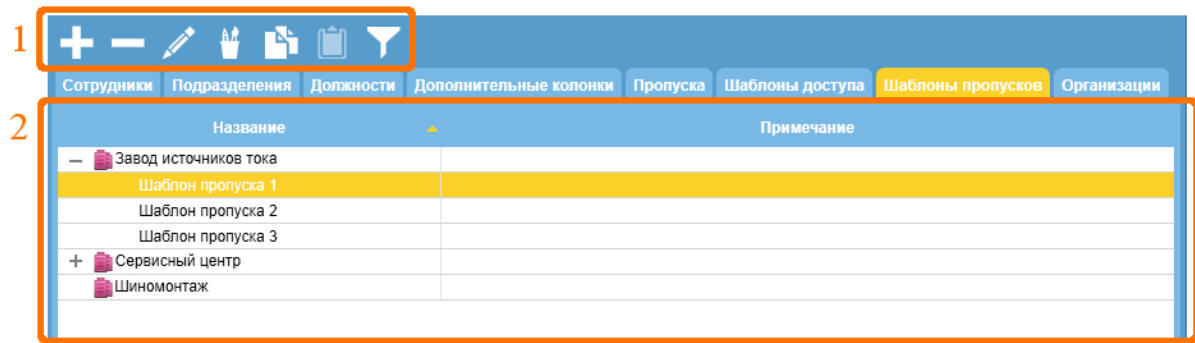 1
Сотрудники Подразделения Должности Дополнительные колонки Пропуска Шаблоны доступа Шаблоны пропусков Организации
2
Название Примечание
Завод источников тока
Шаблон пропуска 1
Шаблон пропуска 2
Шаблон пропуска 3
Сервисный центр
Шиномонтаж